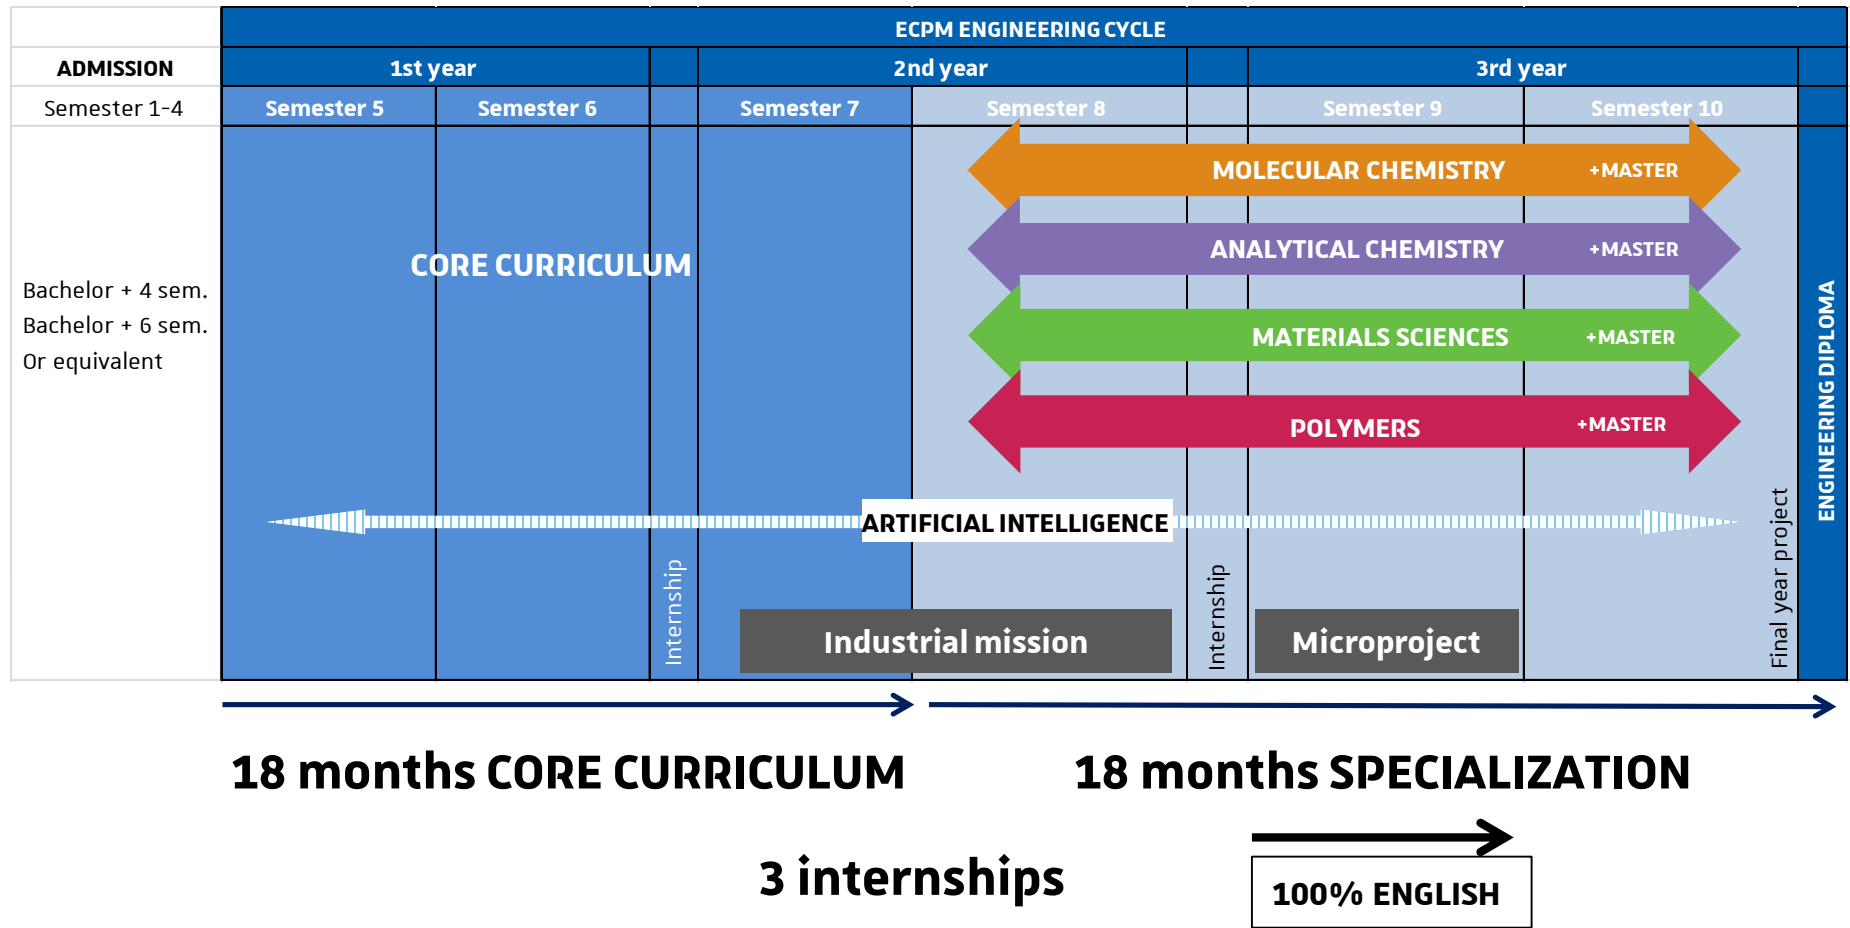 ECPM ENGINEERING CYCLE
ADMISSION
1st year
2nd year
3rd year
Semester 1-4
Semester 5
Semester 6
Semester 7
Semester 8
Semester 9
Semester 10
MOLECULAR CHEMISTRY +MASTER
ANALYTICAL CHEMISTRY +MASTER
CORE CURRICULUM
Bachelor + 4 sem.
Bachelor + 6 sem.
Or equivalent
MATERIALS SCIENCES +MASTER
POLYMERS +MASTER
ENGINEERING DIPLOMA
ARTIFICIAL INTELLIGENCE
Internship
Industrial mission
Internship
Microproject
Final year project
18 months CORE CURRICULUM
18 months SPECIALIZATION
3 internships
100% ENGLISH